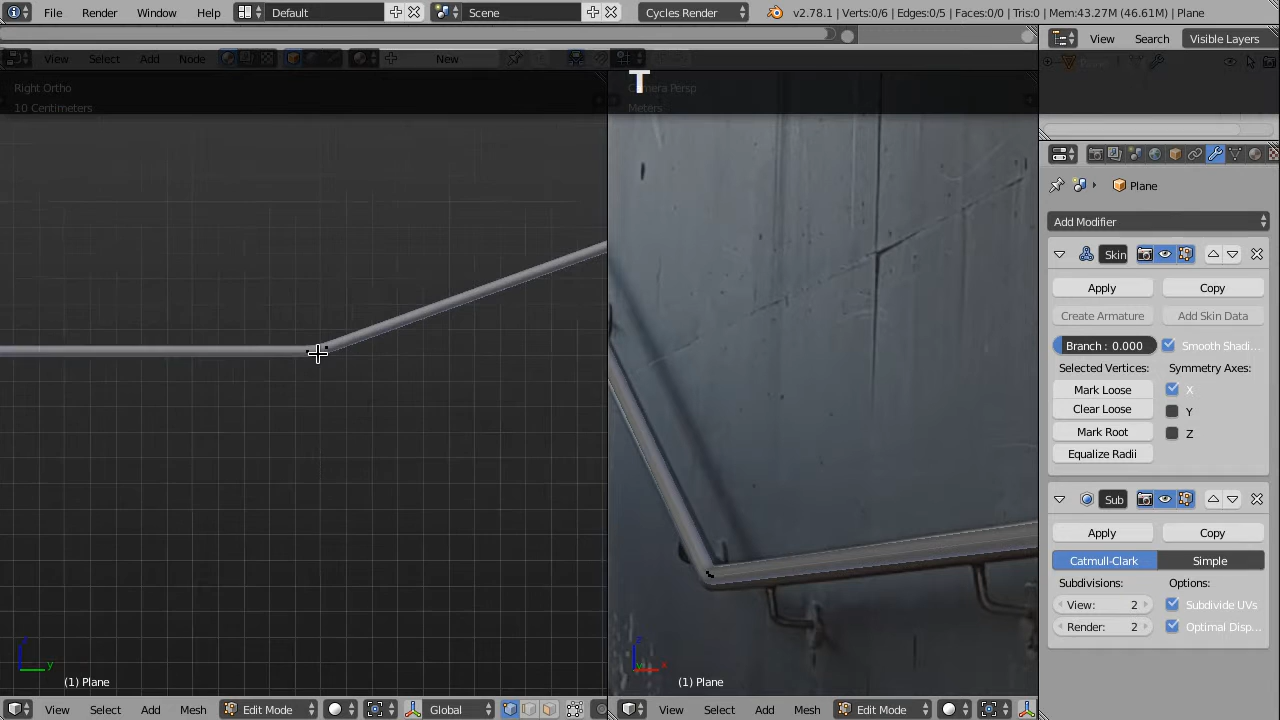 File Render Window Help Default Scene Cycles Render v2.78.1 | Verts:0/6 | Edges:0/5 | Faces:0/0 | Tris:0 | Mem:43.27M (46.61M) | Plane
View Search Visible Layers
View Select Add Node New
T
Right Ortho
Camera Persp
10 Centimeters
Meters
Plane
Add Modifier
Skin
Apply Copy
Create Armature Add Skin Data
Branch : 0.000 Smooth Shadi...
Selected Vertices: Symmetry Axes:
Mark Loose X
Clear Loose Y
Mark Root Z
Equalize Radii
Sub
Apply Copy
Catmull-Clark Simple
Subdivisions: Options:
View: 2 Subdivide UVs
Render: 2 Optimal Disp...
z
y
z
y
x
(1) Plane
(1) Plane
View Select Add Mesh Edit Mode Global
View Select Add Mesh Edit Mode